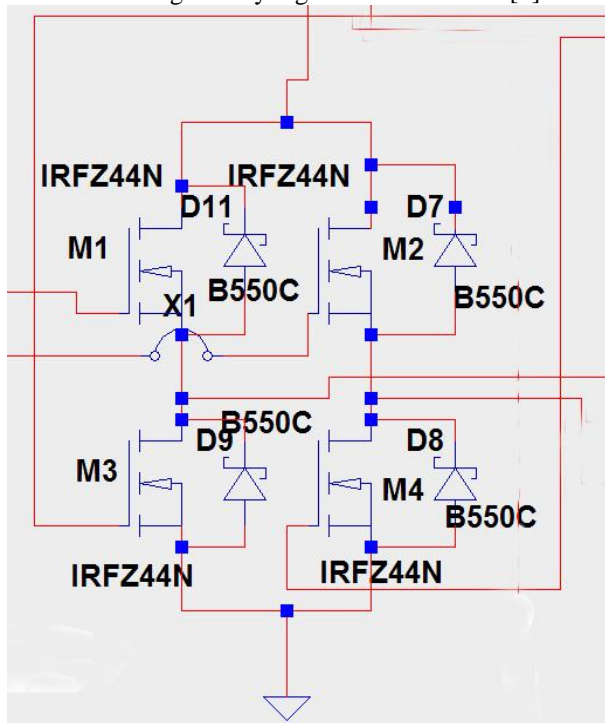 IRFZ44N IRFZ44N
D11 D7
M1 M2
B550C B550C
X1
B550C
D9 D8
M3 M4
B550C
IRFZ44N IRFZ44N